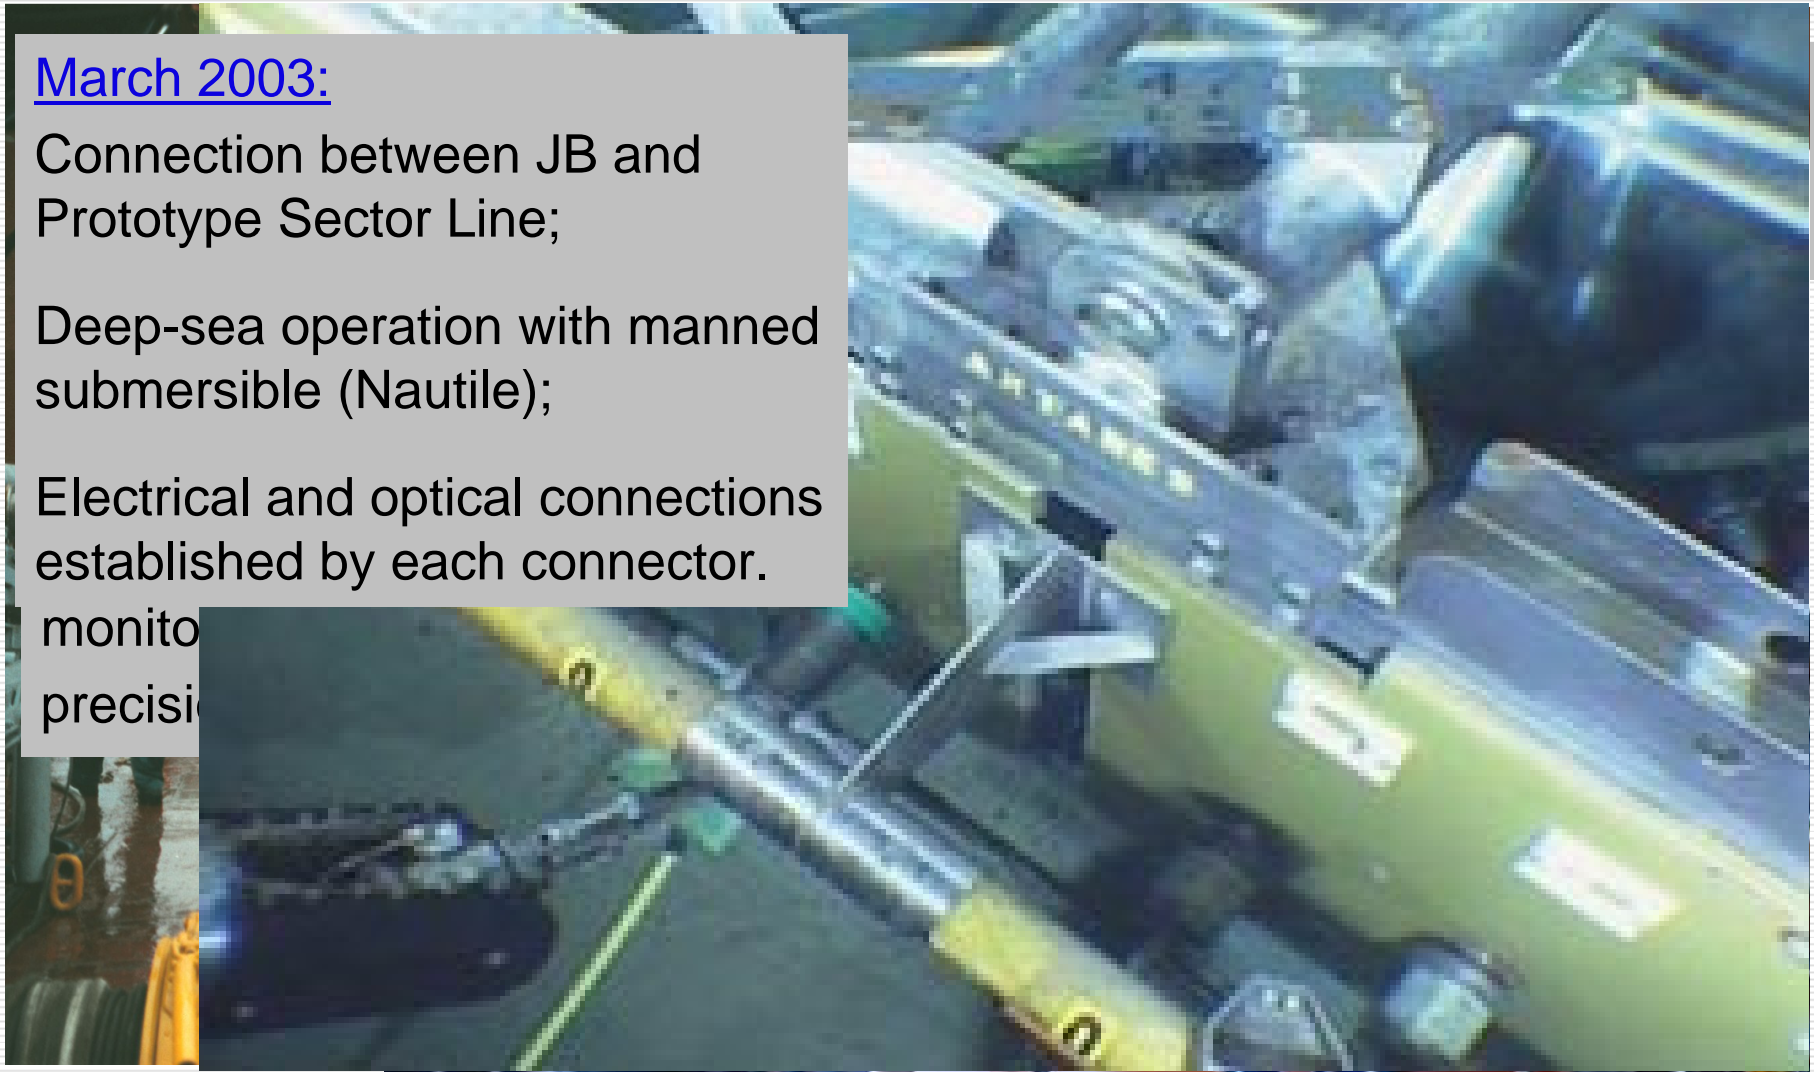 March 2003:
Connection between JB and
Prototype Sector Line;
Deep-sea operation with manned
submersible (Nautile);
Electrical and optical connections
established by each connector.